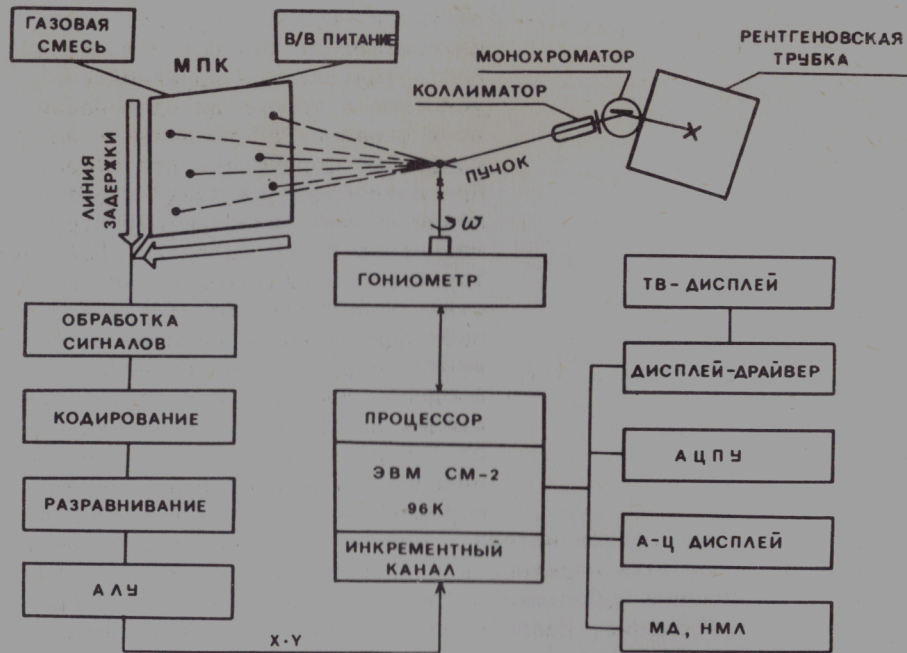 ГАЗОВАЯ
СМЕСЬ
В/В ПИТАНИЕ
МПК
МОНОХРОМАТОР
КОЛЛИМАТОР
РЕНТГЕНОВСКАЯ
ТРУБКА
ЛИНИЯ
ЗАДЕРЖКИ
ПУЧОК
ω
ГОНИОМЕТР
ТВ-ДИСПЛЕЙ
ОБРАБОТКА
СИГНАЛОВ
ДИСПЛЕЙ-ДРАЙВЕР
КОДИРОВАНИЕ
ПРОЦЕССОР
АЦПУ
ЭВМ СМ-2
96К
РАЗРАВНИВАНИЕ
ИНКРЕМЕНТНЫЙ
КАНАЛ
А-Ц ДИСПЛЕЙ
АЛУ
МД, НМЛ
X·Y